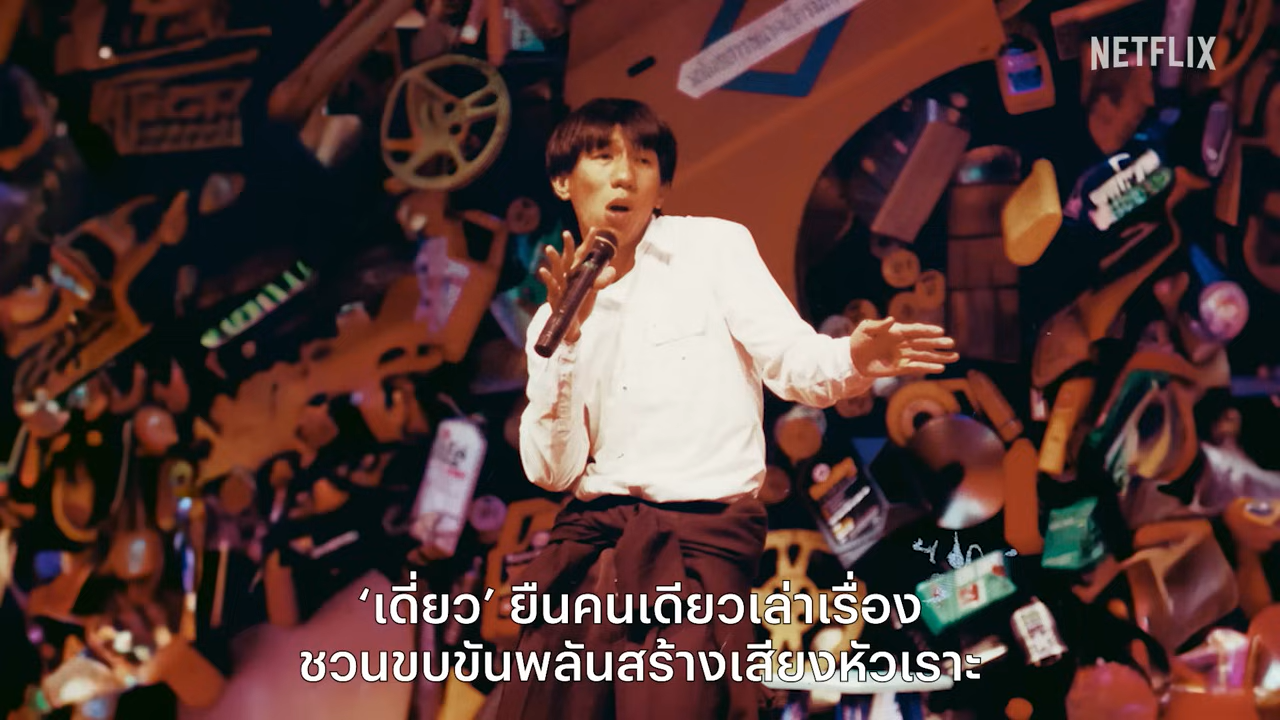 NETFLIX
‘เดี่ยว’ ยืนคนเดียวเล่าเรื่อง
ชวนขบขันพลันสร้างเสียงหัวเราะ